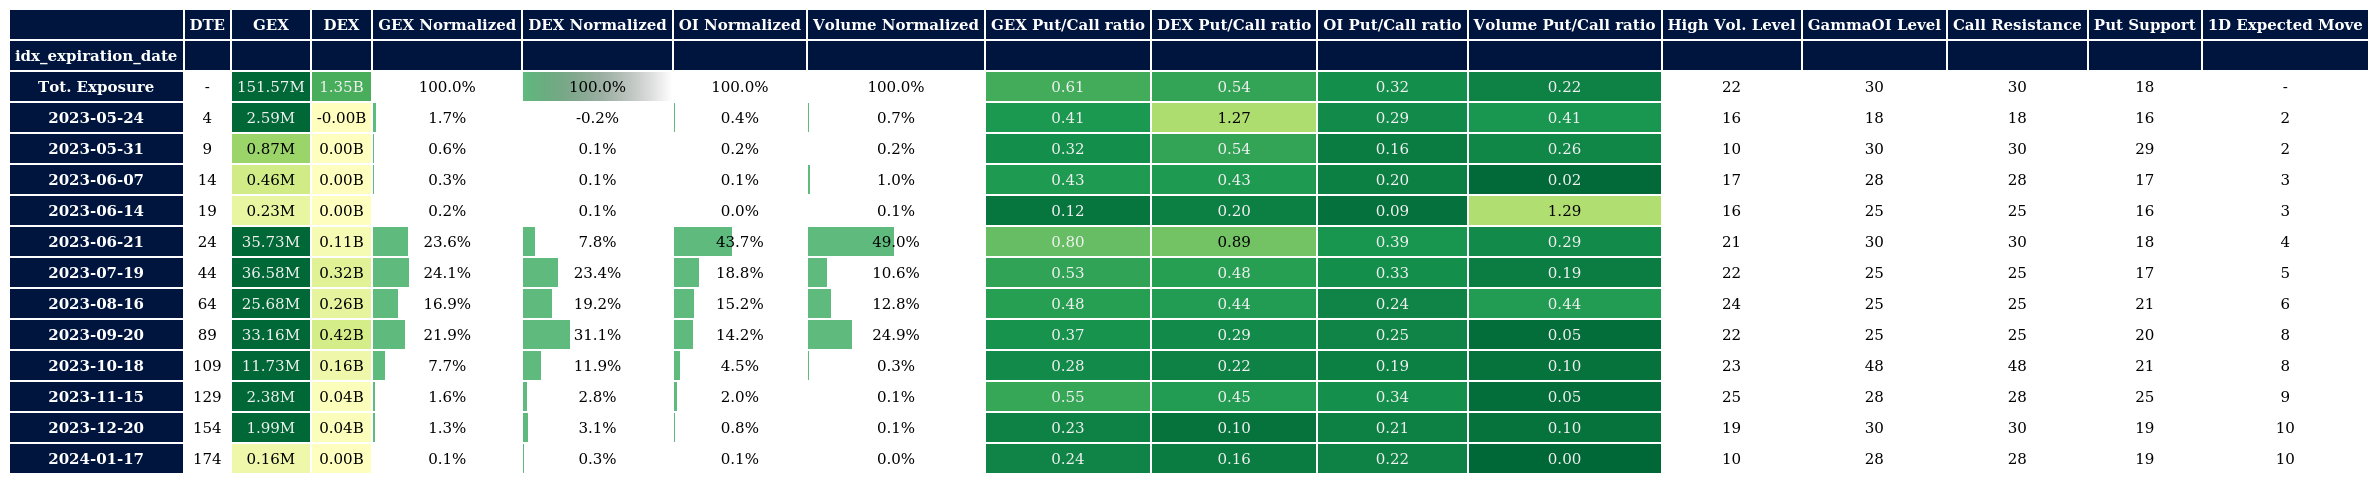 DTE GEX DEX GEX Normalized DEX Normalized OI Normalized Volume Normalized GEX Put/Call ratio DEX Put/Call ratio OI Put/Call ratio Volume Put/Call ratio High Vol. Level GammaOI Level Call Resistance Put Support 1D Expected Move
idx_expiration_date
Tot. Exposure - 151.57M 1.35B 100.0% 100.0% 100.0% 100.0% 0.61 0.54 0.32 0.22 22 30 30 18 -
2023-05-24 4 2.59M -0.00B 1.7% -0.2% 0.4% 0.7% 0.41 1.27 0.29 0.41 16 18 18 16 2
2023-05-31 9 0.87M 0.00B 0.6% 0.1% 0.2% 0.2% 0.32 0.54 0.16 0.26 10 30 30 29 2
2023-06-07 14 0.46M 0.00B 0.3% 0.1% 0.1% 1.0% 0.43 0.43 0.20 0.02 17 28 28 17 3
2023-06-14 19 0.23M 0.00B 0.2% 0.1% 0.0% 0.1% 0.12 0.20 0.09 1.29 16 25 25 16 3
2023-06-21 24 35.73M 0.11B 23.6% 7.8% 43.7% 49.0% 0.80 0.89 0.39 0.29 21 30 30 18 4
2023-07-19 44 36.58M 0.32B 24.1% 23.4% 18.8% 10.6% 0.53 0.48 0.33 0.19 22 25 25 17 5
2023-08-16 64 25.68M 0.26B 16.9% 19.2% 15.2% 12.8% 0.48 0.44 0.24 0.44 24 25 25 21 6
2023-09-20 89 33.16M 0.42B 21.9% 31.1% 14.2% 24.9% 0.37 0.29 0.25 0.05 22 25 25 20 8
2023-10-18 109 11.73M 0.16B 7.7% 11.9% 4.5% 0.3% 0.28 0.22 0.19 0.10 23 48 48 21 8
2023-11-15 129 2.38M 0.04B 1.6% 2.8% 2.0% 0.1% 0.55 0.45 0.34 0.05 25 28 28 25 9
2023-12-20 154 1.99M 0.04B 1.3% 3.1% 0.8% 0.1% 0.23 0.10 0.21 0.10 19 30 30 19 10
2024-01-17 174 0.16M 0.00B 0.1% 0.3% 0.1% 0.0% 0.24 0.16 0.22 0.00 10 28 28 19 10